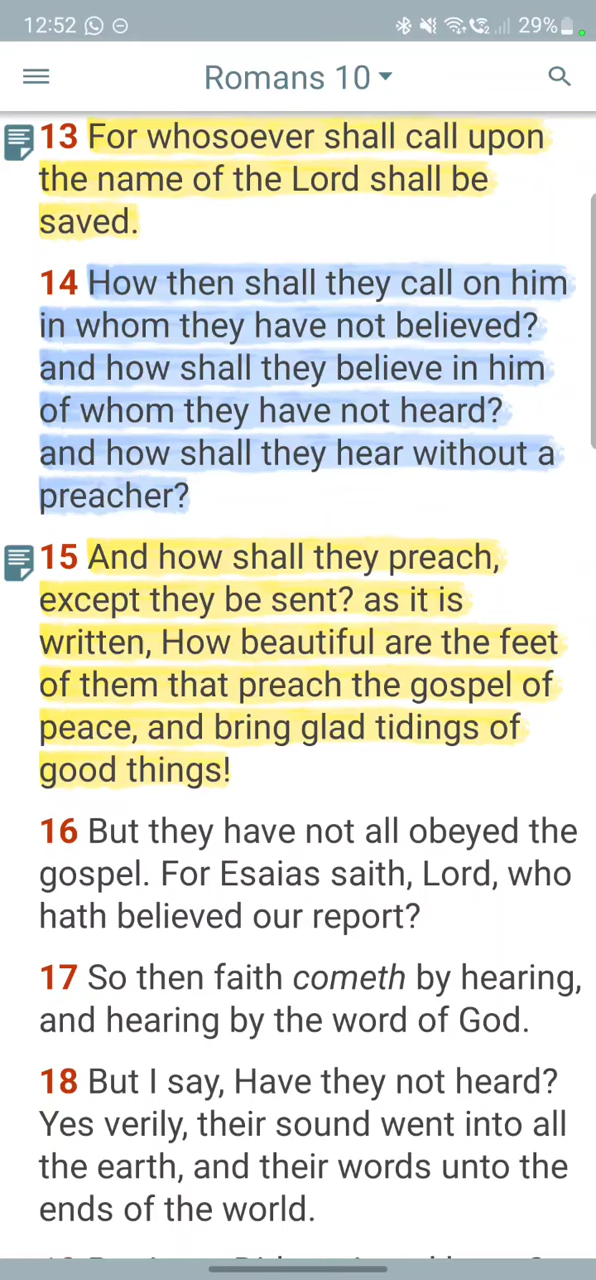 12:52 29%
Romans 10
13 For whosoever shall call upon
the name of the Lord shall be
saved.
14 How then shall they call on him
in whom they have not believed?
and how shall they believe in him
of whom they have not heard?
and how shall they hear without a
preacher?
15 And how shall they preach,
except they be sent? as it is
written, How beautiful are the feet
of them that preach the gospel of
peace, and bring glad tidings of
good things!
16 But they have not all obeyed the
gospel. For Esaias saith, Lord, who
hath believed our report?
17 So then faith cometh by hearing,
and hearing by the word of God.
18 But I say, Have they not heard?
Yes verily, their sound went into all
the earth, and their words unto the
ends of the world.